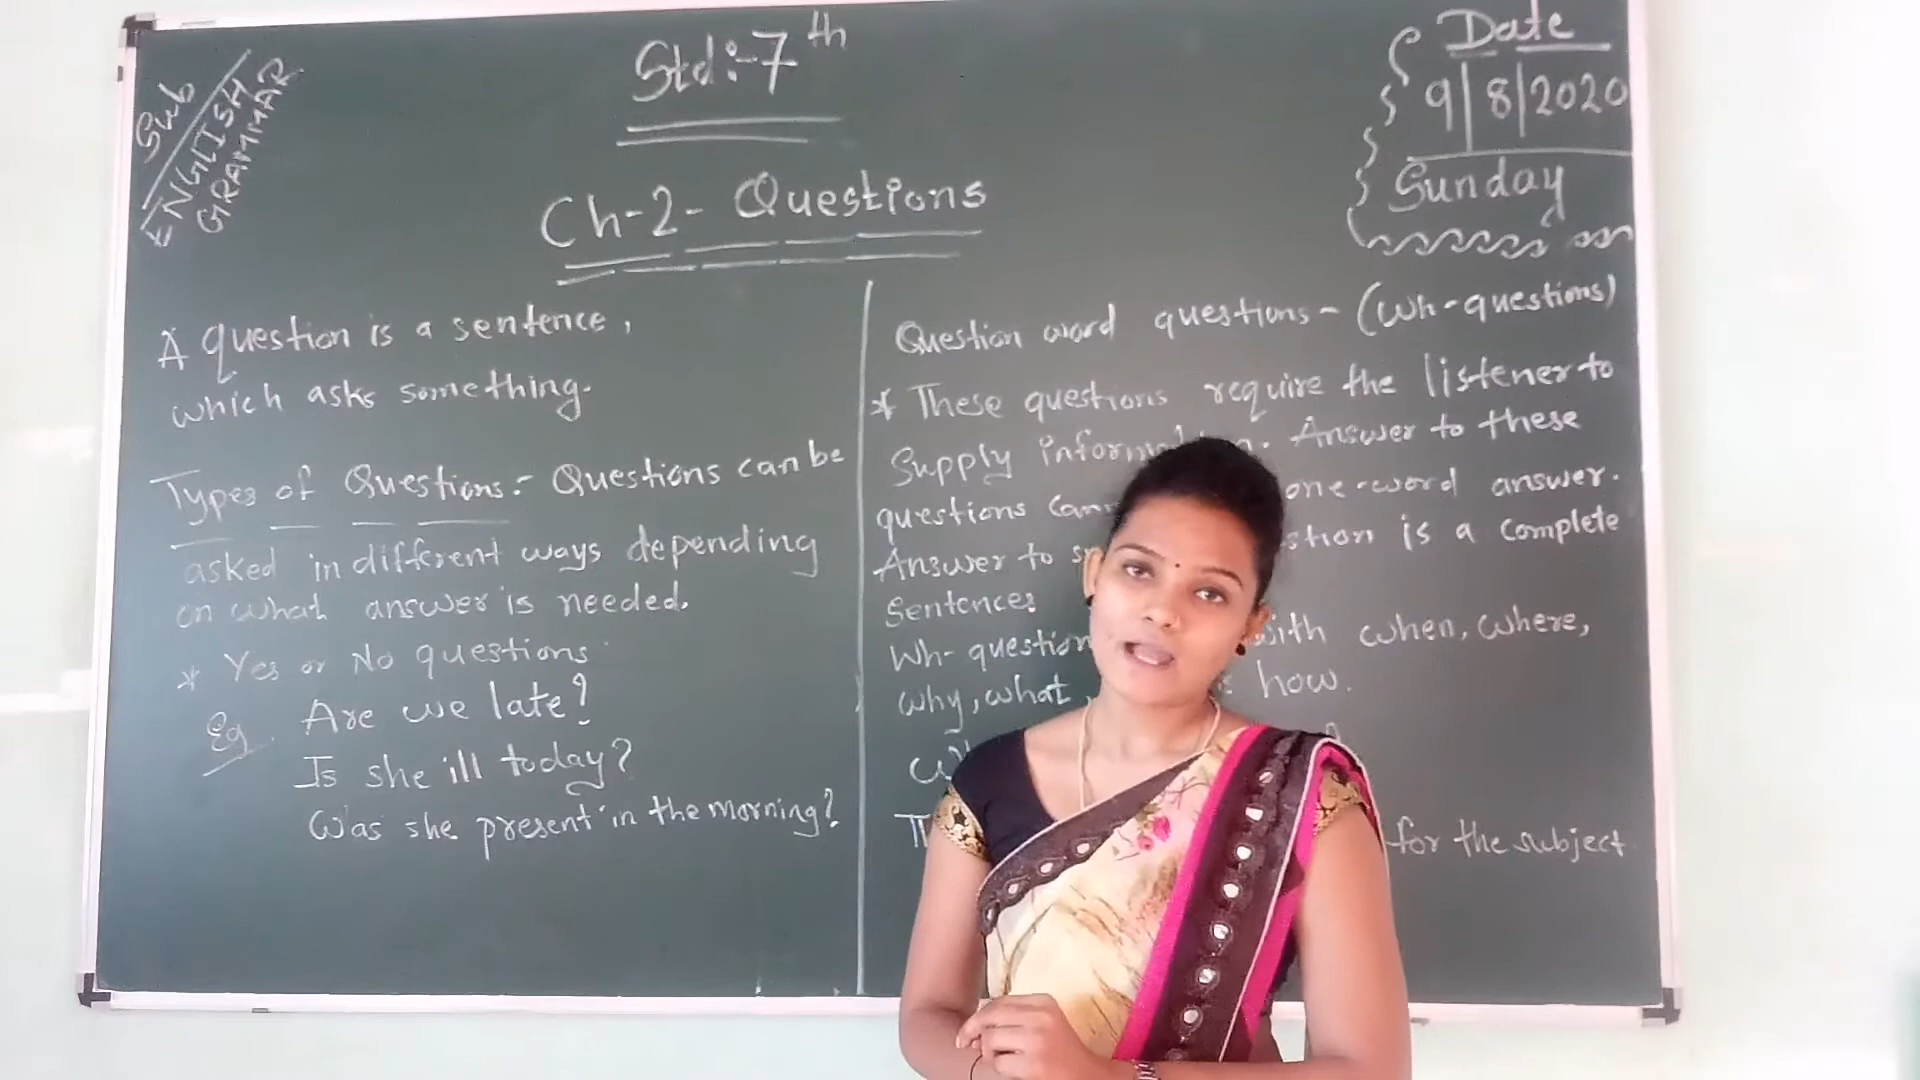 Sub
ENGLISH
GRAMMAR
Std:-7th
Ch-2- Questions
Date
9|8|2020
Sunday
A question is a sentence,
which asks something.
Types of Questions:- Questions can be
asked in different ways depending
on what answer is needed.
* Yes or No questions
Eg. Are we late?
Is she ill today?
Was she present in the morning?
Question word questions - (Wh-questions)
* These questions require the listener to
Supply . Answer to these
questions one-word answer.
Answer to is a complete
Sentence.
Wh- with when, where,
why, what, how.
for the subject